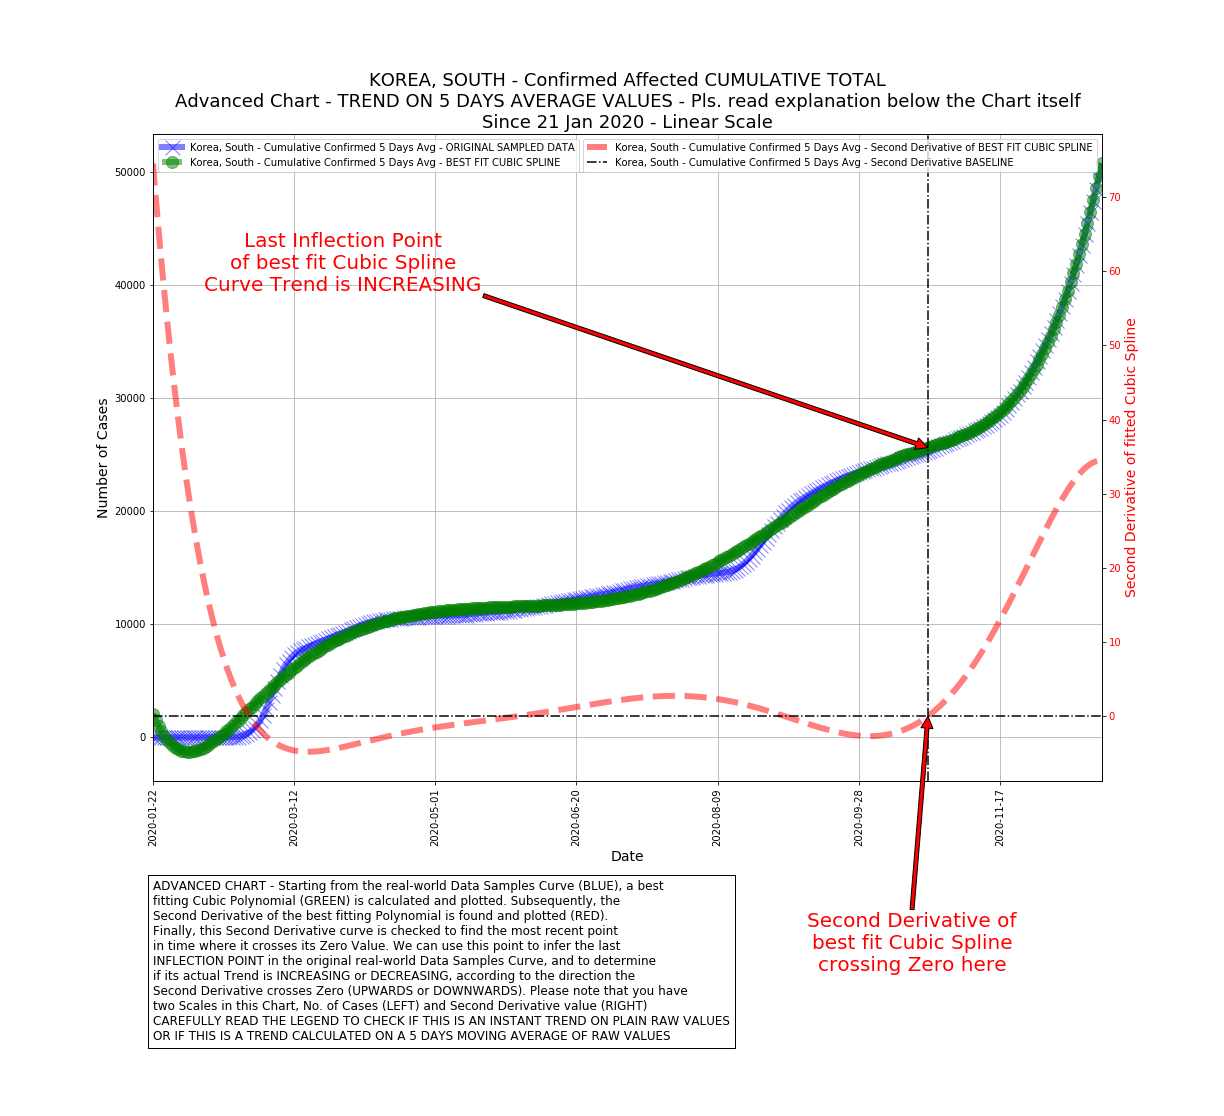 KOREA, SOUTH - Confirmed Affected CUMULATIVE TOTAL
Advanced Chart - TREND ON 5 DAYS AVERAGE VALUES - Pls. read explanation below the Chart itself
Since 21 Jan 2020 - Linear Scale
Korea, South - Cumulative Confirmed 5 Days Avg - ORIGINAL SAMPLED DATA
Korea, South - Cumulative Confirmed 5 Days Avg - BEST FIT CUBIC SPLINE
Korea, South - Cumulative Confirmed 5 Days Avg - Second Derivative of BEST FIT CUBIC SPLINE
Korea, South - Cumulative Confirmed 5 Days Avg - Second Derivative BASELINE
Last Inflection Point
of best fit Cubic Spline
Curve Trend is INCREASING
Number of Cases
50000
40000
30000
20000
10000
0
70
60
50
40
30
20
10
0
Second Derivative of fitted Cubic Spline
2020-01-22
2020-03-12
2020-05-01
2020-06-20
2020-08-09
2020-09-28
2020-11-17
Date
ADVANCED CHART - Starting from the real-world Data Samples Curve (BLUE), a best
fitting Cubic Polynomial (GREEN) is calculated and plotted. Subsequently, the
Second Derivative of the best fitting Polynomial is found and plotted (RED).
Finally, this Second Derivative curve is checked to find the most recent point
in time where it crosses its Zero Value. We can use this point to infer the last
INFLECTION POINT in the original real-world Data Samples Curve, and to determine
if its actual Trend is INCREASING or DECREASING, according to the direction the
Second Derivative crosses Zero (UPWARDS or DOWNWARDS). Please note that you have
two Scales in this Chart, No. of Cases (LEFT) and Second Derivative value (RIGHT)
CAREFULLY READ THE LEGEND TO CHECK IF THIS IS AN INSTANT TREND ON PLAIN RAW VALUES
OR IF THIS IS A TREND CALCULATED ON A 5 DAYS MOVING AVERAGE OF RAW VALUES
Second Derivative of
best fit Cubic Spline
crossing Zero here